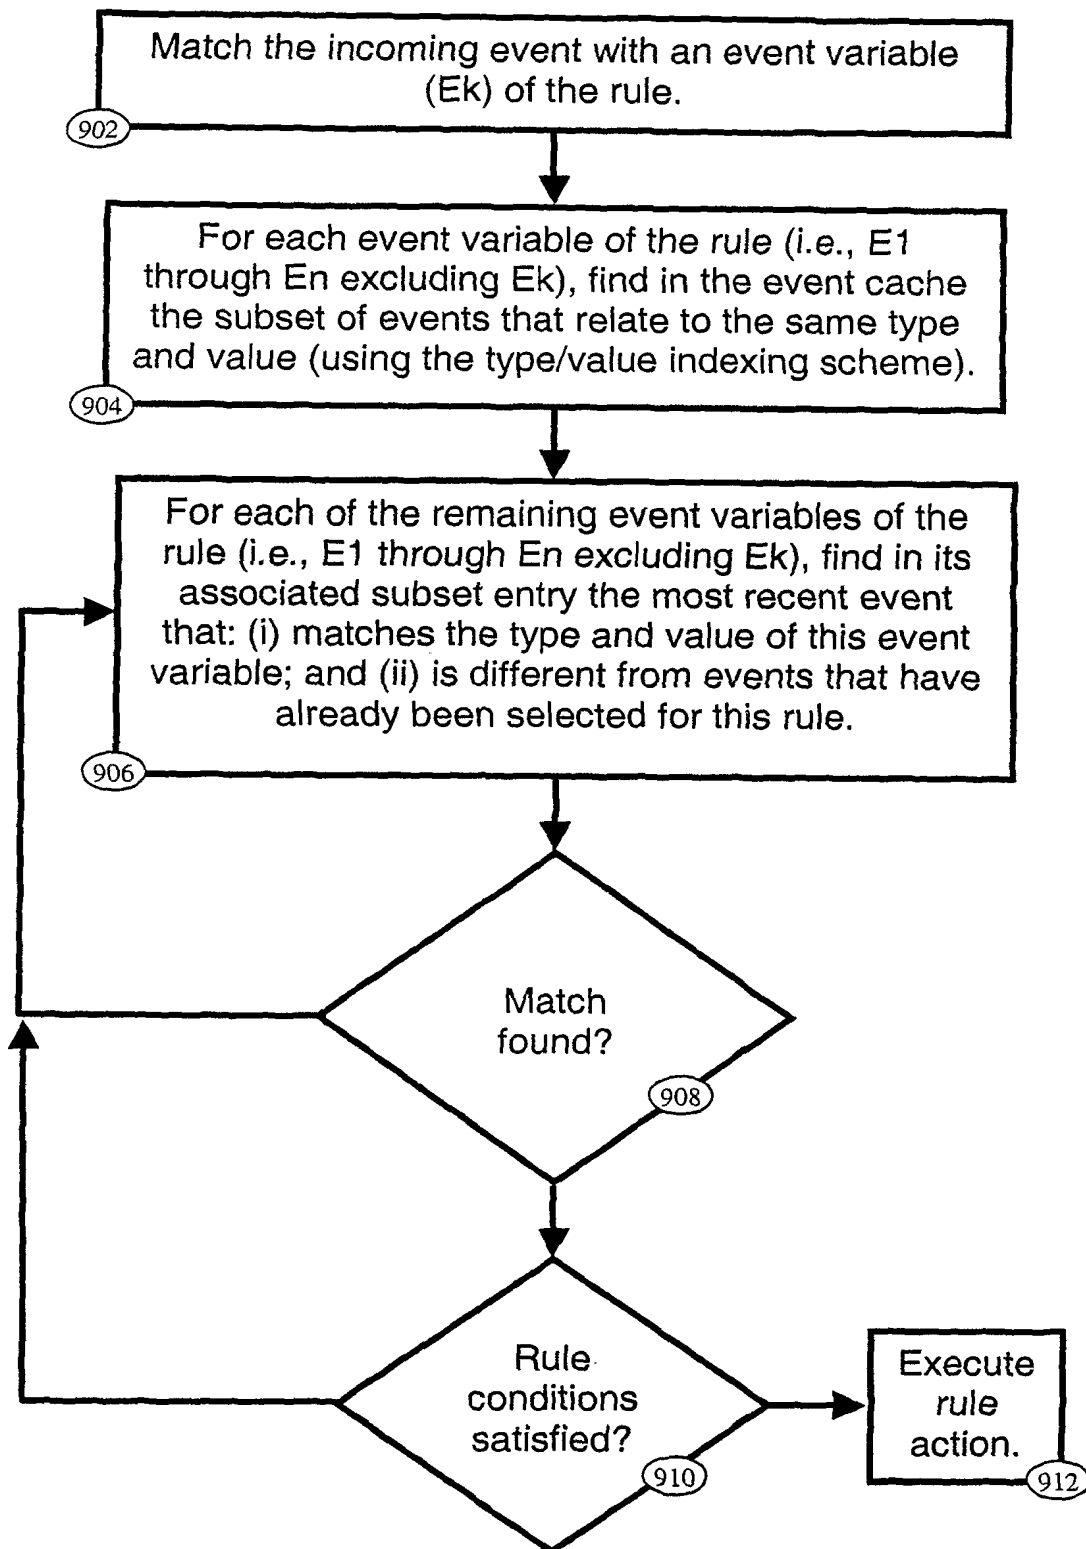 Match the incoming event with an event variable
(Ek) of the rule.
902
For each event variable of the rule (i.e., E1
through En excluding Ek), find in the event cache
the subset of events that relate to the same type
and value (using the type/value indexing scheme).
904
For each of the remaining event variables of the
rule (i.e., E1 through En excluding Ek), find in its
associated subset entry the most recent event
that: (i) matches the type and value of this event
variable; and (ii) is different from events that have
already been selected for this rule.
906
Match
found?
908
Rule
conditions
satisfied?
910
Execute
rule
action.
912